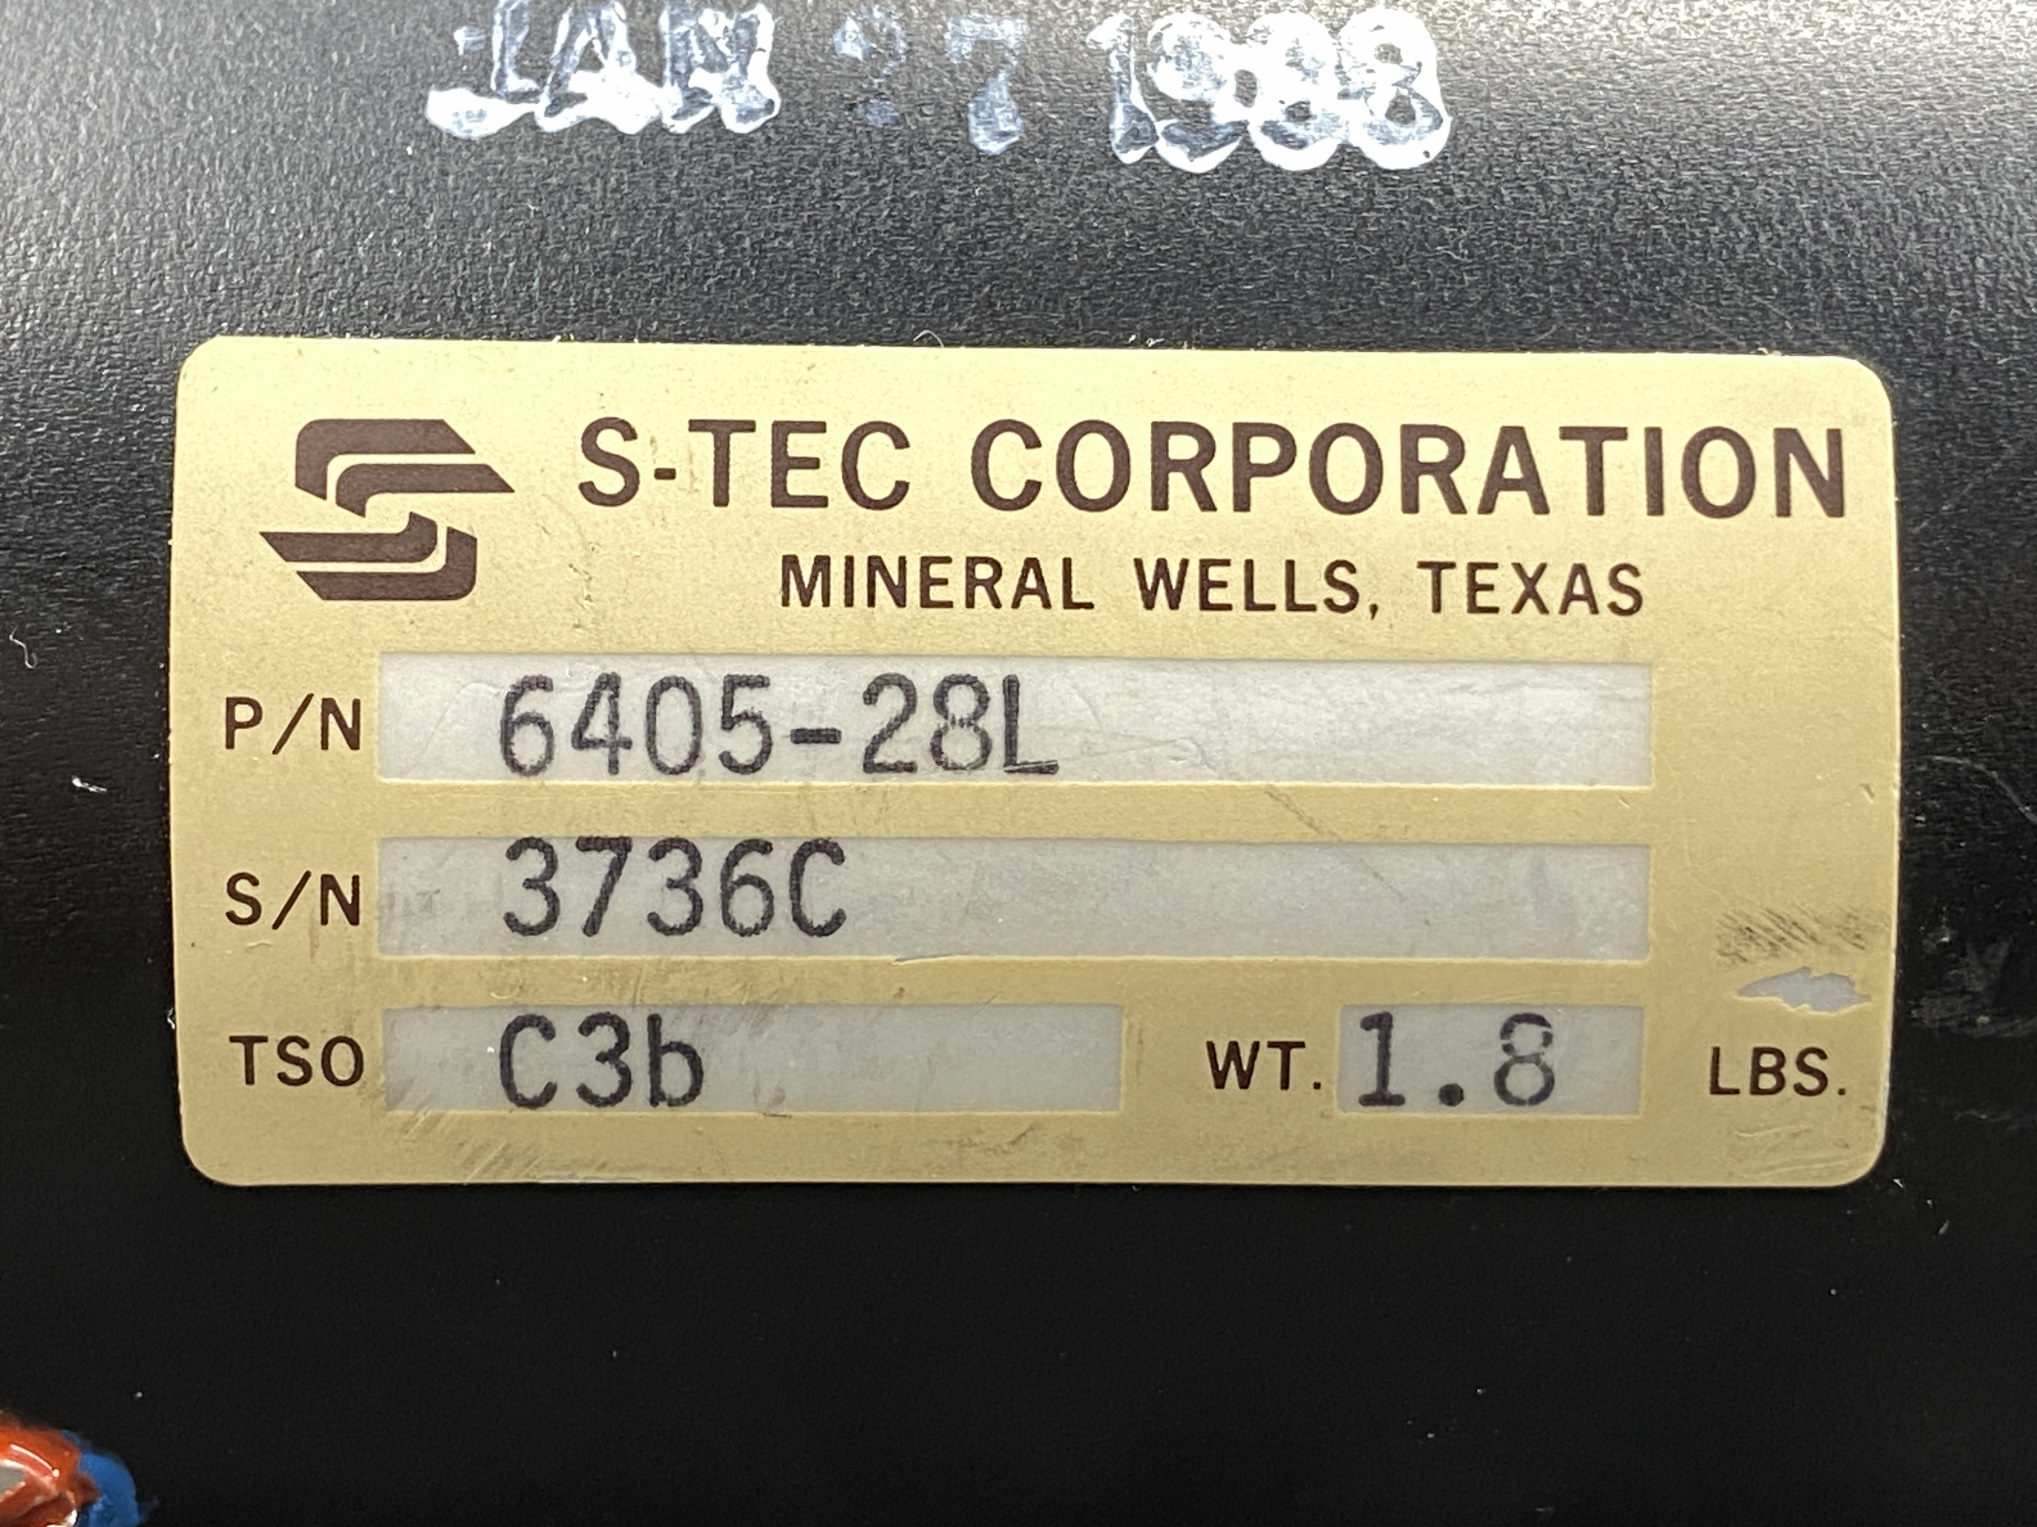 JAN 27 1988
S-TEC CORPORATION
MINERAL WELLS, TEXAS
P/N 6405-28L
S/N 3736C
TSO C3b WT. 1.8 LBS.